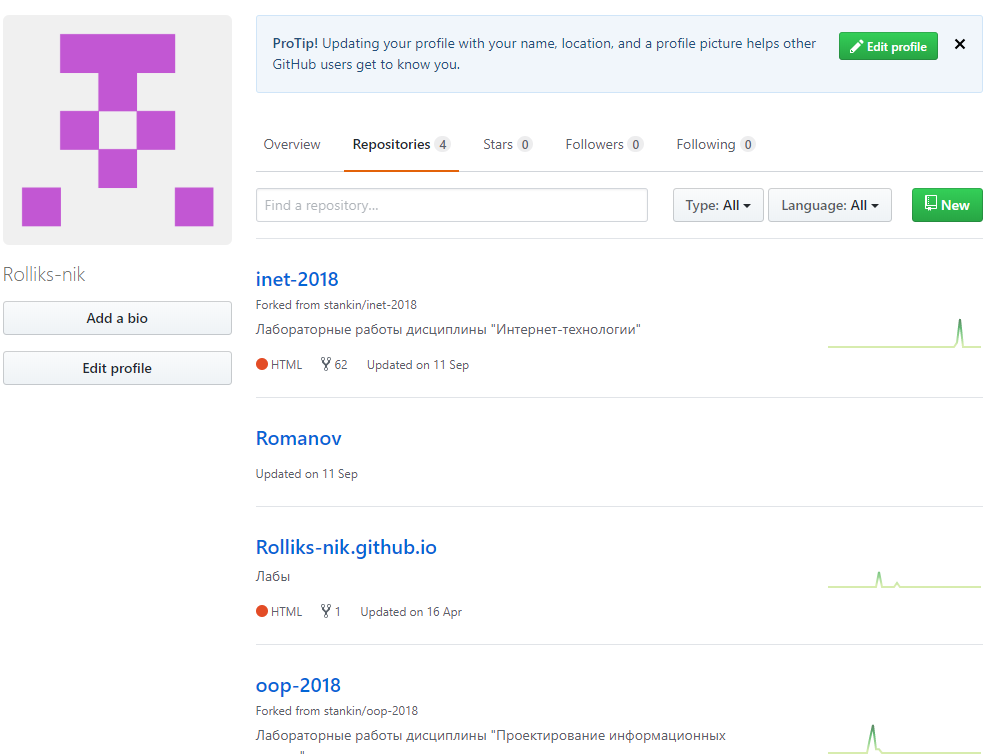 ProTip! Updating your profile with your name, location, and a profile picture helps other
GitHub users get to know you.
Edit profile
Overview Repositories 4 Stars 0 Followers 0 Following 0
Find a repository...
Type: All
Language: All
New
Rolliks-nik
Add a bio
Edit profile
inet-2018
Forked from stankin/inet-2018
Лабораторные работы дисциплины "Интернет-технологии"
HTML 62 Updated on 11 Sep
Romanov
Updated on 11 Sep
Rolliks-nik.github.io
Лабы
HTML 1 Updated on 16 Apr
oop-2018
Forked from stankin/oop-2018
Лабораторные работы дисциплины "Проектирование информационных